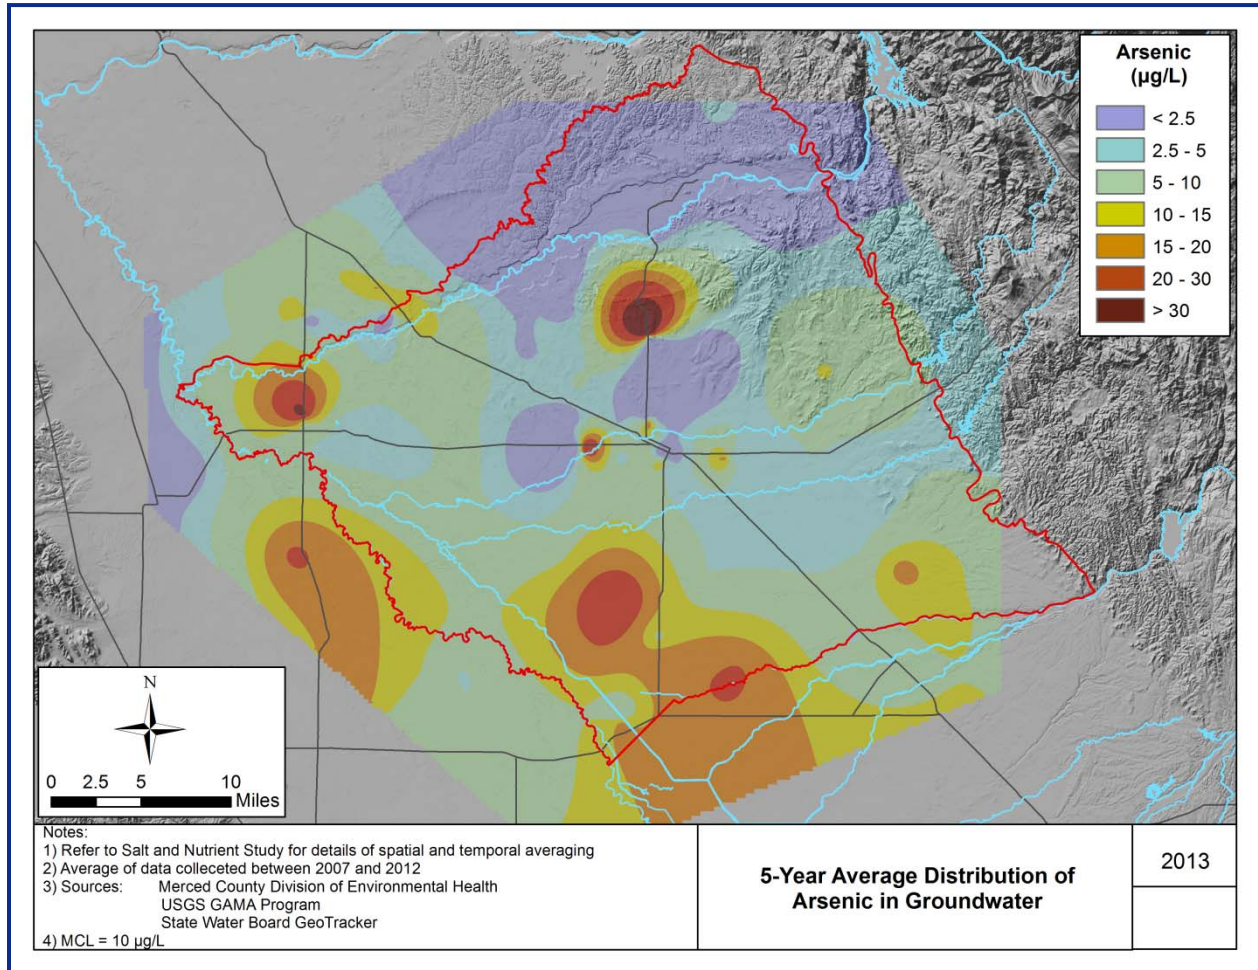 Arsenic
(µg/L)
< 2.5
2.5 - 5
5 - 10
10 - 15
15 - 20
20 - 30
> 30
N
0 2.5 5 10
Miles
Notes:
1) Refer to Salt and Nutrient Study for details of spatial and temporal averaging
2) Average of data colleceted between 2007 and 2012
3) Sources: Merced County Division of Environmental Health
USGS GAMA Program
State Water Board GeoTracker
4) MCL = 10 µg/L
5-Year Average Distribution of
Arsenic in Groundwater
2013